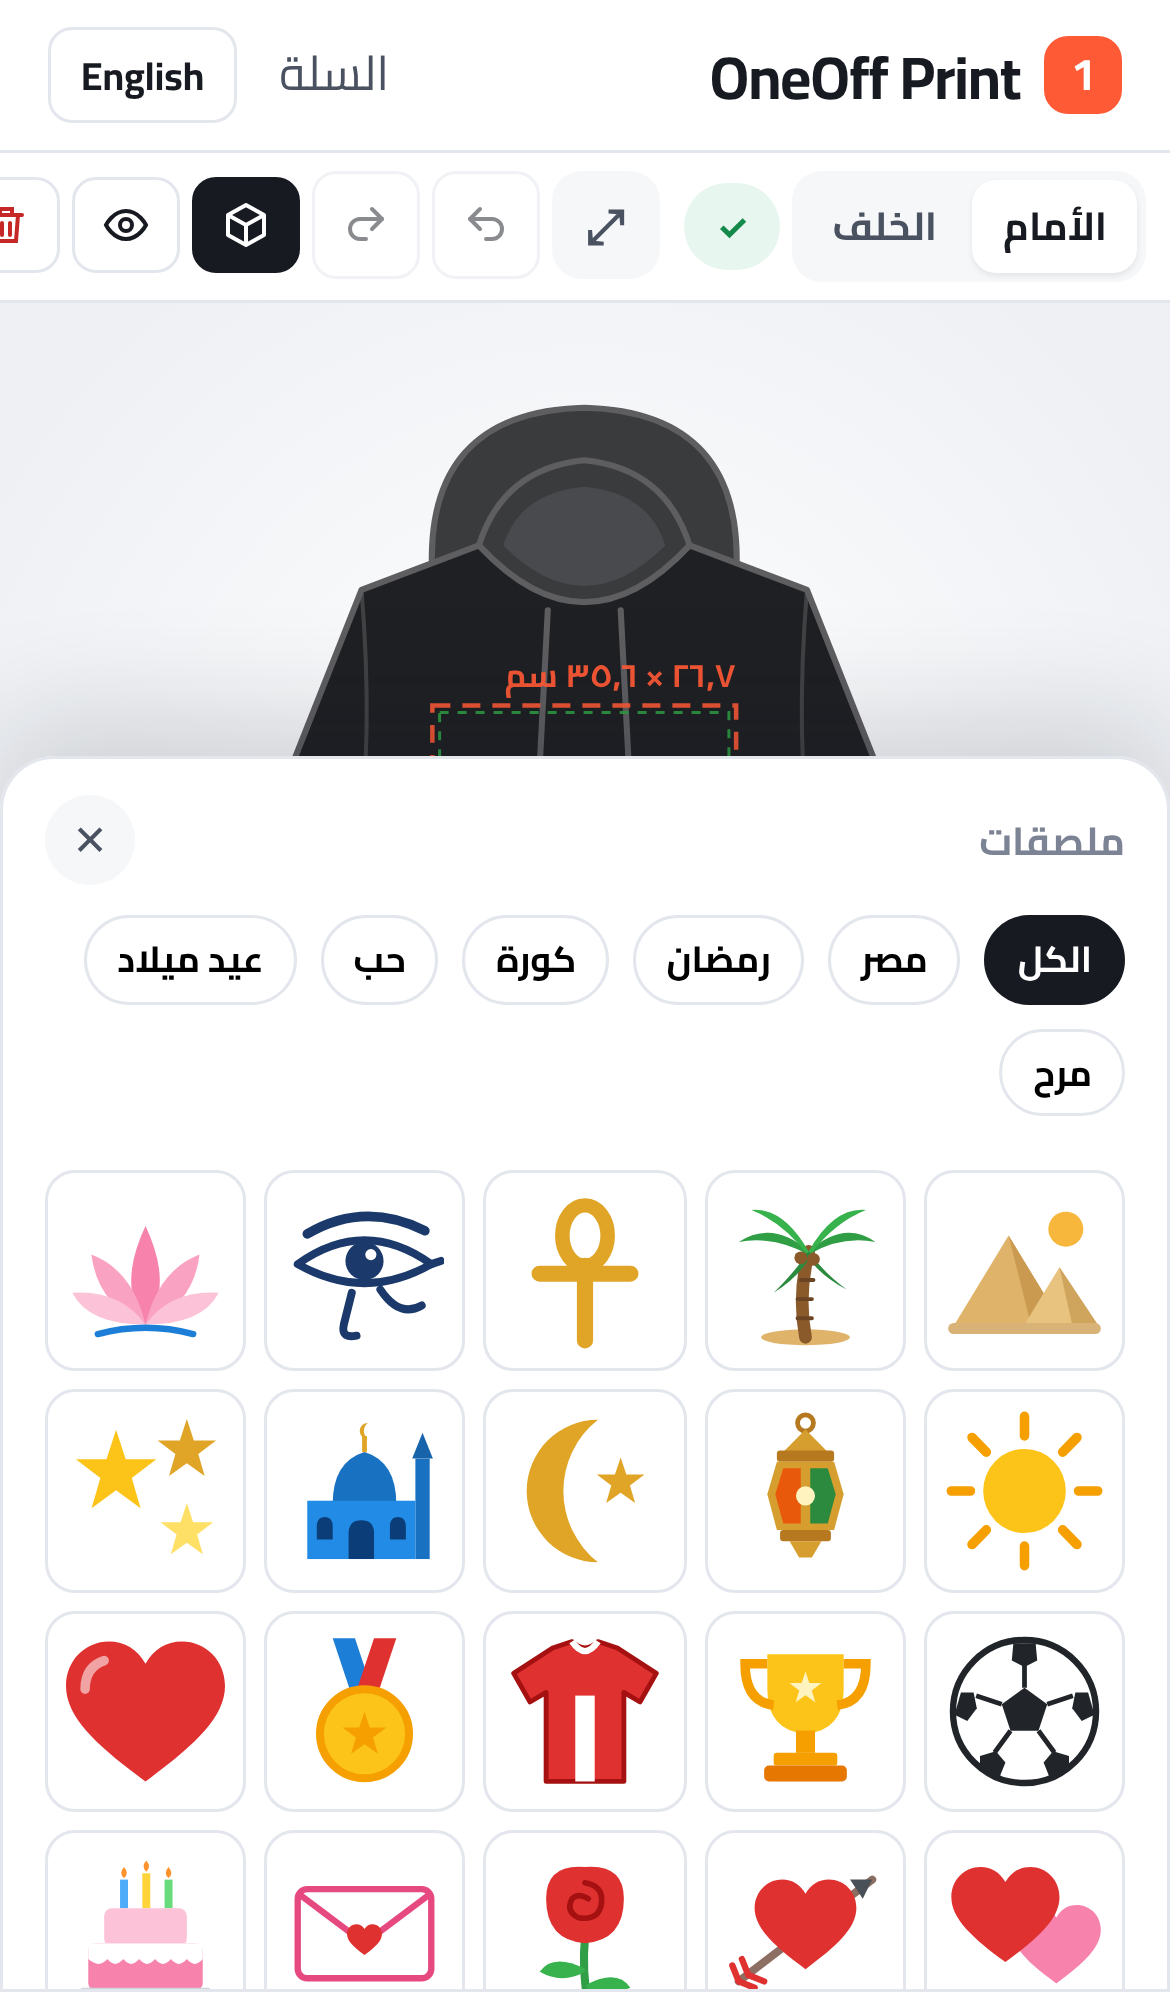 1 OneOff Print
السلة
English
الأمام
الخلف
٢٦,٧ × ٣٥,٦ سم
ملصقات
الكل
مصر
رمضان
كورة
حب
عيد ميلاد
مرح